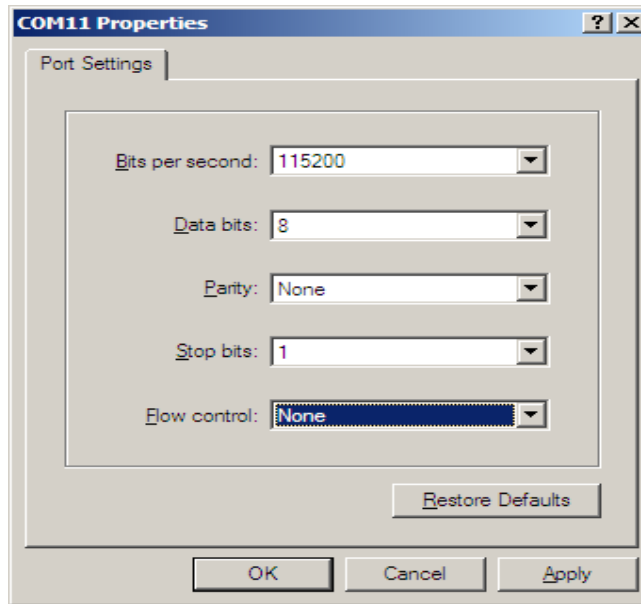 COM11 Properties
Port Settings
Bits per second: 115200
Data bits: 8
Parity: None
Stop bits: 1
Flow control: None
Restore Defaults
OK Cancel Apply